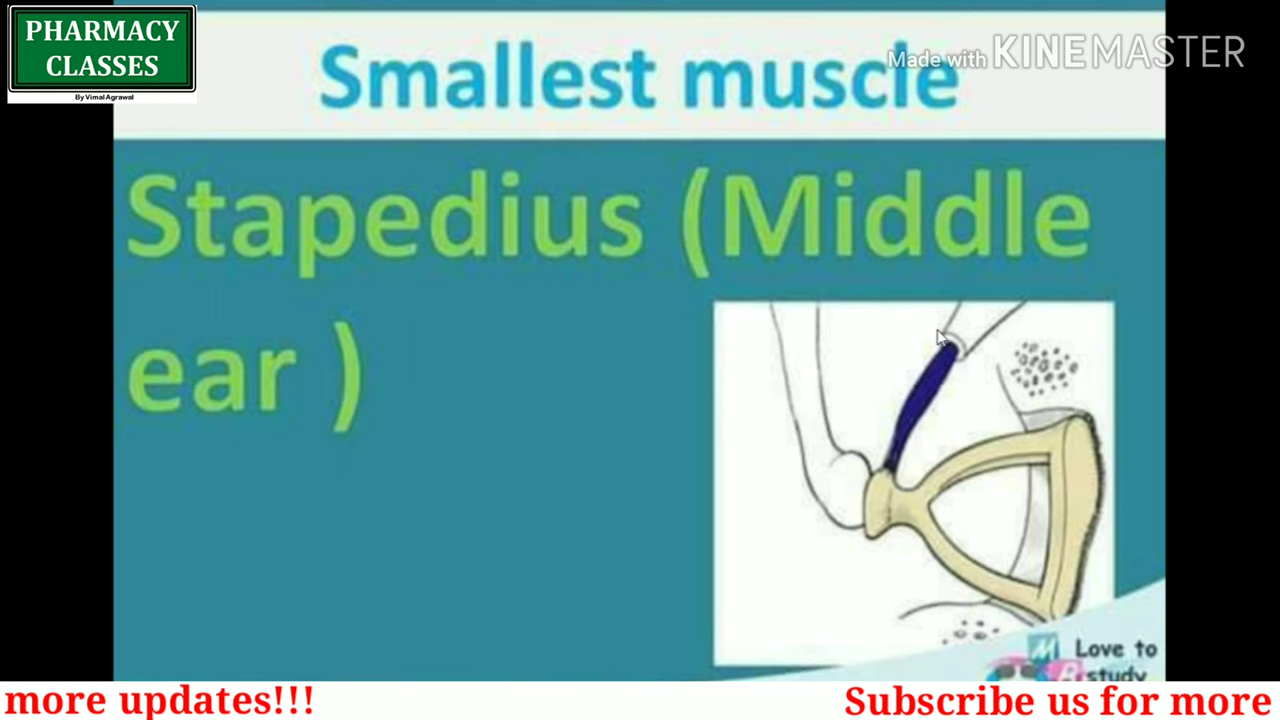 PHARMACY
CLASSES
By Vimal Agrawal
Made with KINEMASTER
Smallest muscle
Stapedius (Middle
ear )
Love to
study
more updates!!!
Subscribe us for more